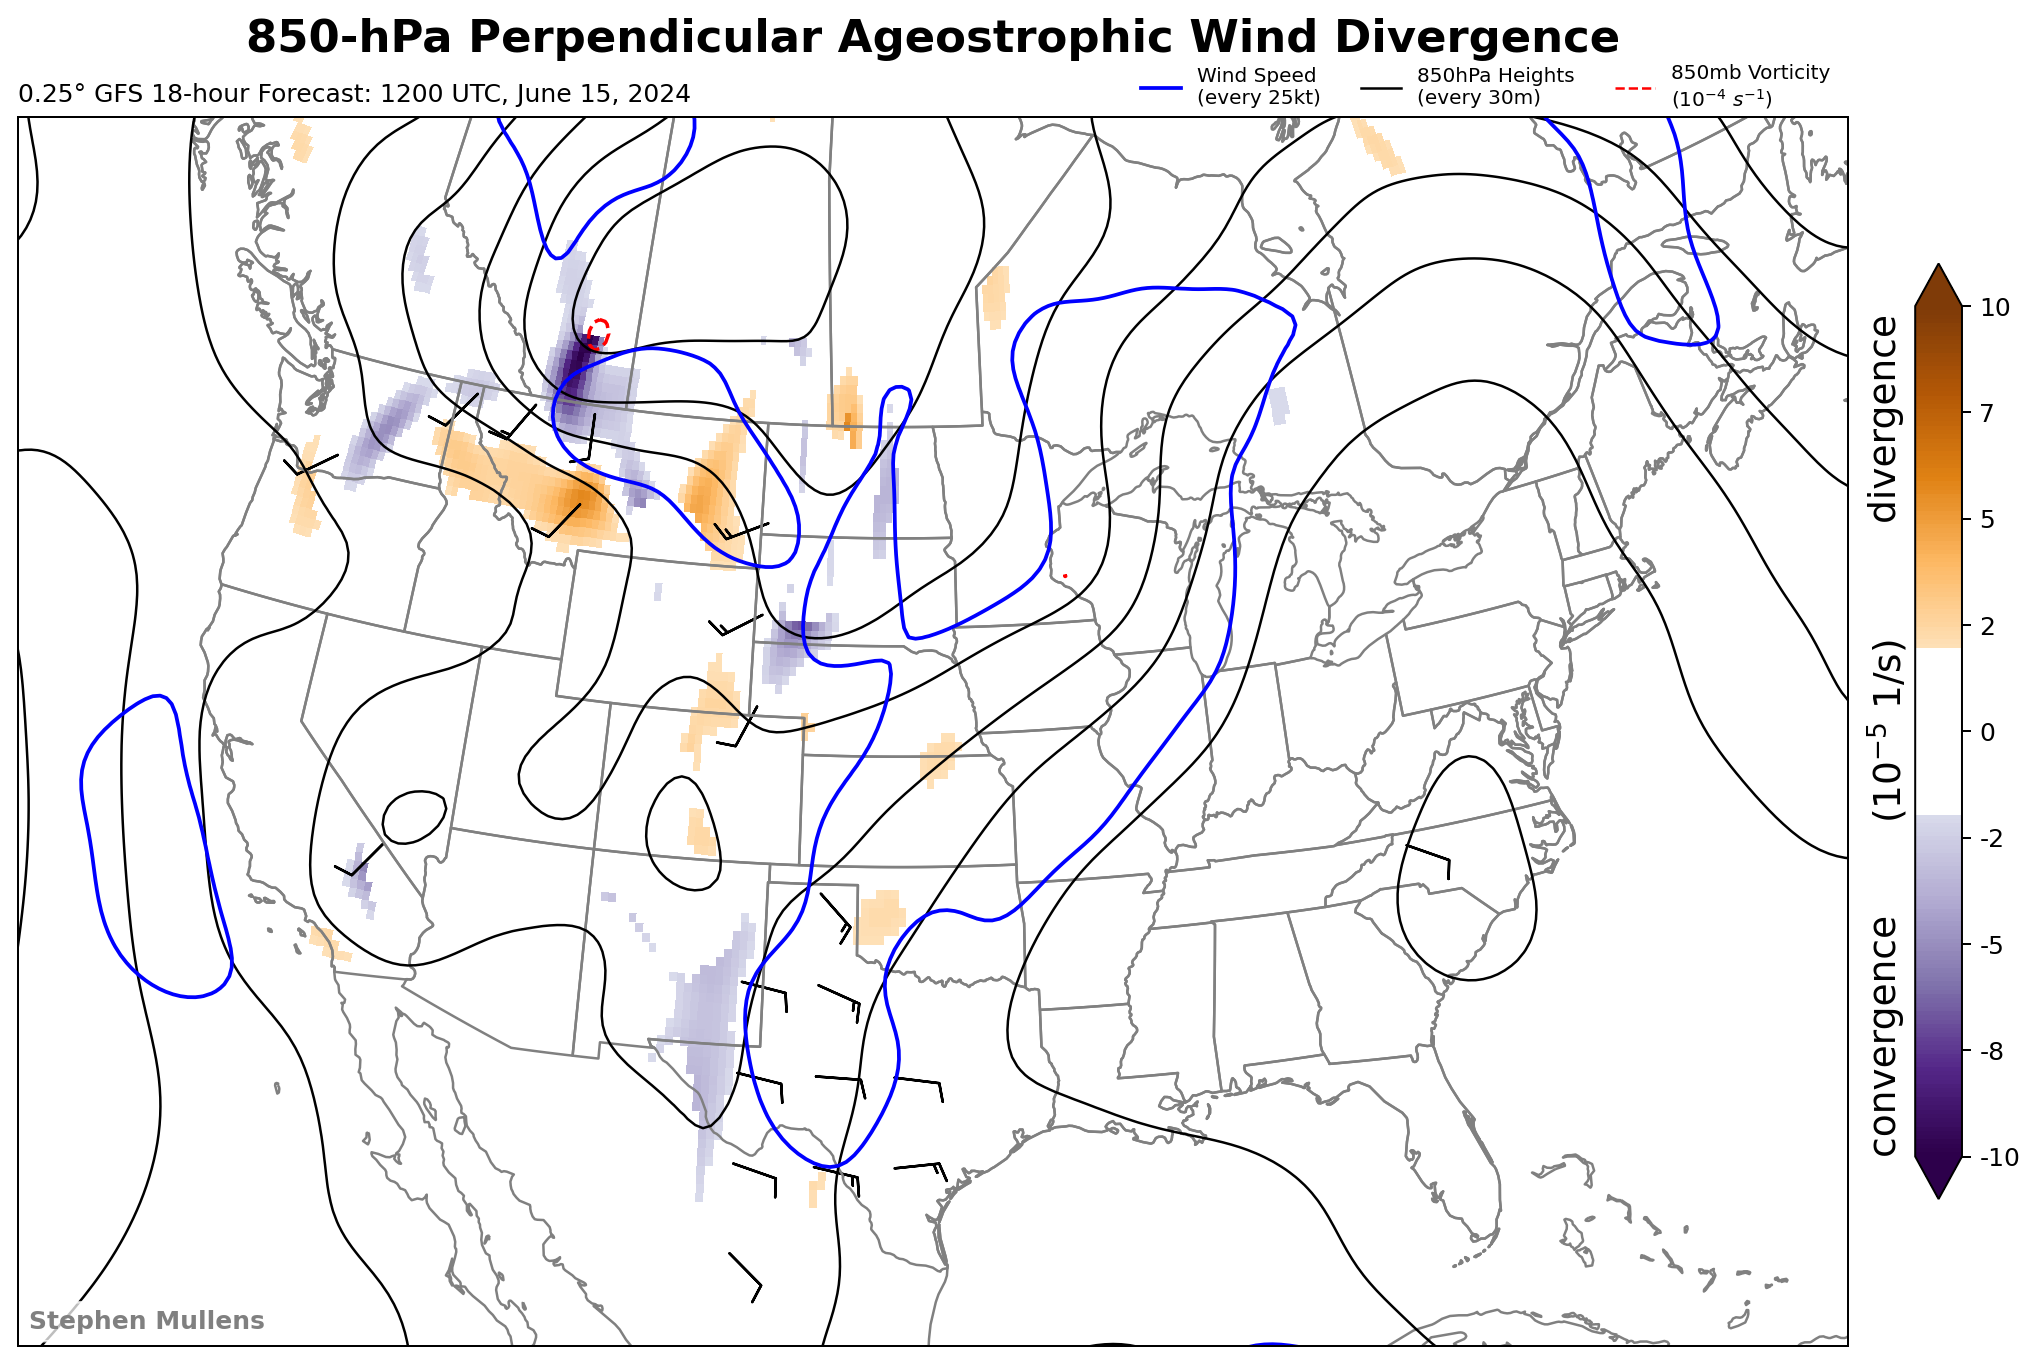 850-hPa Perpendicular Ageostrophic Wind Divergence
0.25° GFS 18-hour Forecast: 1200 UTC, June 15, 2024
Wind Speed
(every 25kt)
850hPa Heights
(every 30m)
850mb Vorticity
(10⁻⁴ s⁻¹)
10
7
5
2
0
-2
-5
-8
-10
convergence (10⁻⁵ 1/s) divergence
Stephen Mullens